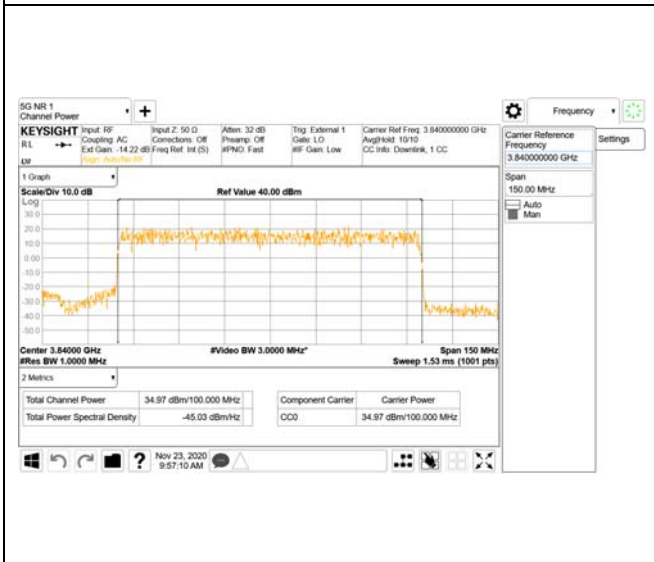 5G NR 1
Channel Power
+
Frequency
KEYSIGHT
RL
Input: RF
Coupling: AC
Ext Gain: -14.22 dB
Align: Auto/No RF
Input Z: 50 Ω
Corrections: Off
Freq Ref: Int (S)
Atten: 32 dB
Preamp: Off
#PNO: Fast
Trig: External 1
Gate: LO
#IF Gain: Low
Carrier Ref Freq: 3.840000000 GHz
Avg|Hold: 10/10
CC Info: Downlink, 1 CC
Carrier Reference
Frequency
3.840000000 GHz
Settings
Span
150.00 MHz
Auto
Man
1 Graph
Scale/Div 10.0 dB
Ref Value 40.00 dBm
Log
30.0
20.0
10.0
0.00
-10.0
-20.0
-30.0
-40.0
-50.0
Center 3.84000 GHz
#Video BW 3.0000 MHz*
Span 150 MHz
#Res BW 1.0000 MHz
Sweep 1.53 ms (1001 pts)
2 Metrics
Total Channel Power 34.97 dBm/100.000 MHz
Total Power Spectral Density -45.03 dBm/Hz
Component Carrier Carrier Power
CC0 34.97 dBm/100.000 MHz
?
Nov 23, 2020
9:57:10 AM